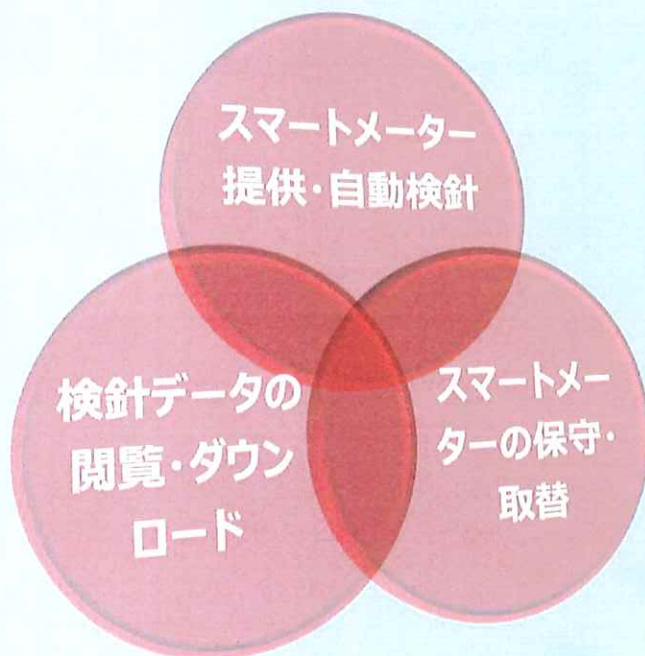 スマートメーター
提供・自動検針
検針データの
閲覧・ダウン
ロード
スマートメー
ターの保守・
取替